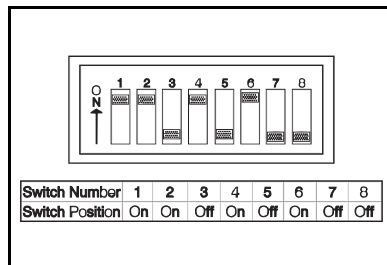 1 2 3 4 5 6 7 8
ON
Switch Number 1 2 3 4 5 6 7 8
Switch Position On On Off On Off On Off Off